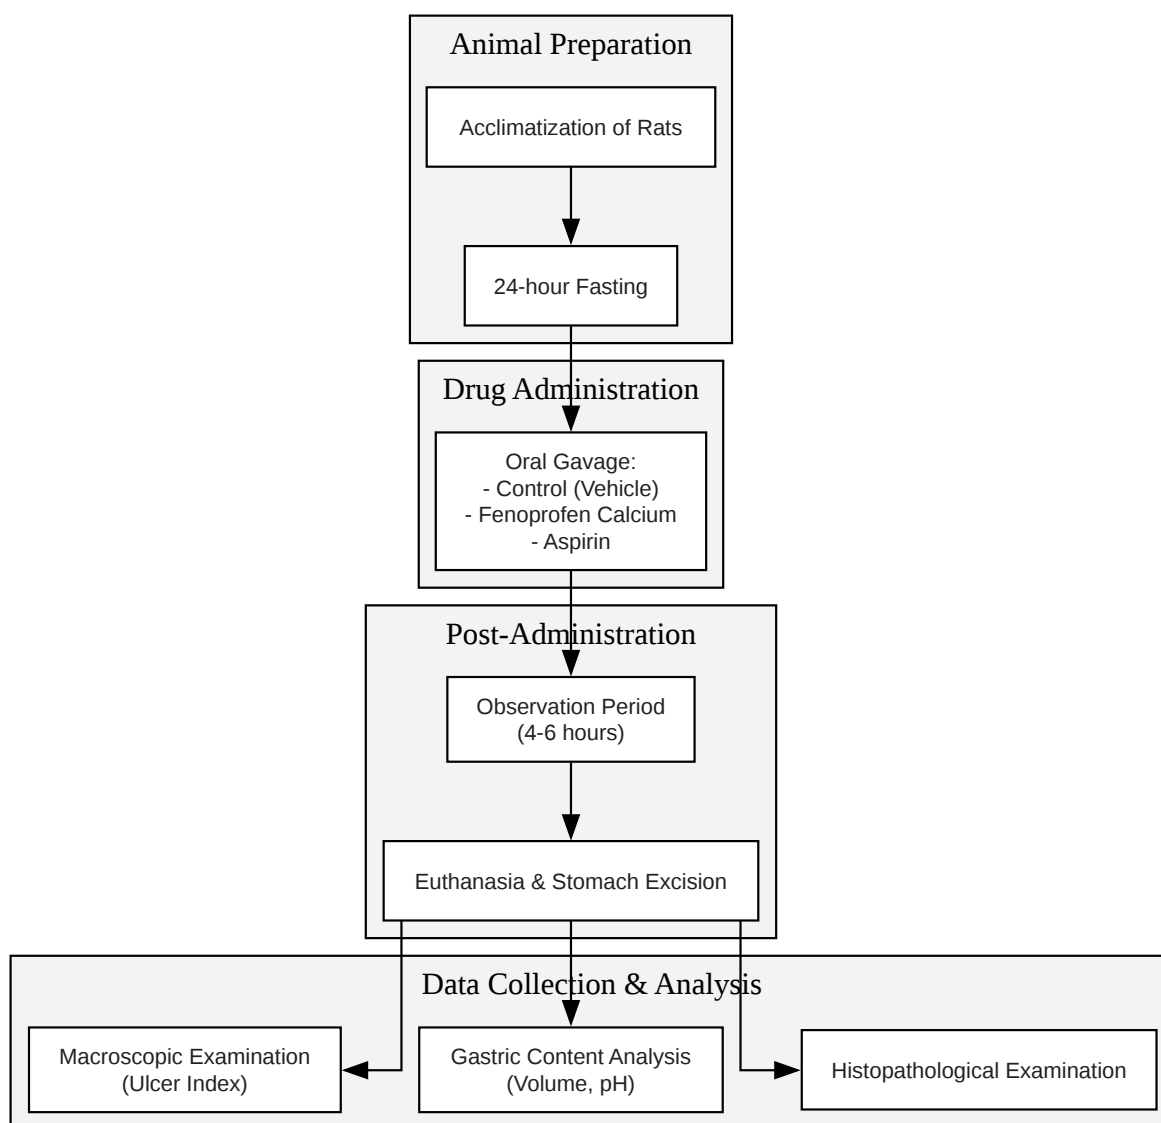 Animal Preparation
Acclimatization of Rats
24-hour Fasting
Drug Administration
Oral Gavage:
- Control (Vehicle)
- Fenoprofen Calcium
- Aspirin
Post-Administration
Observation Period
(4-6 hours)
Euthanasia & Stomach Excision
Data Collection & Analysis
Macroscopic Examination
(Ulcer Index)
Gastric Content Analysis
(Volume, pH)
Histopathological Examination